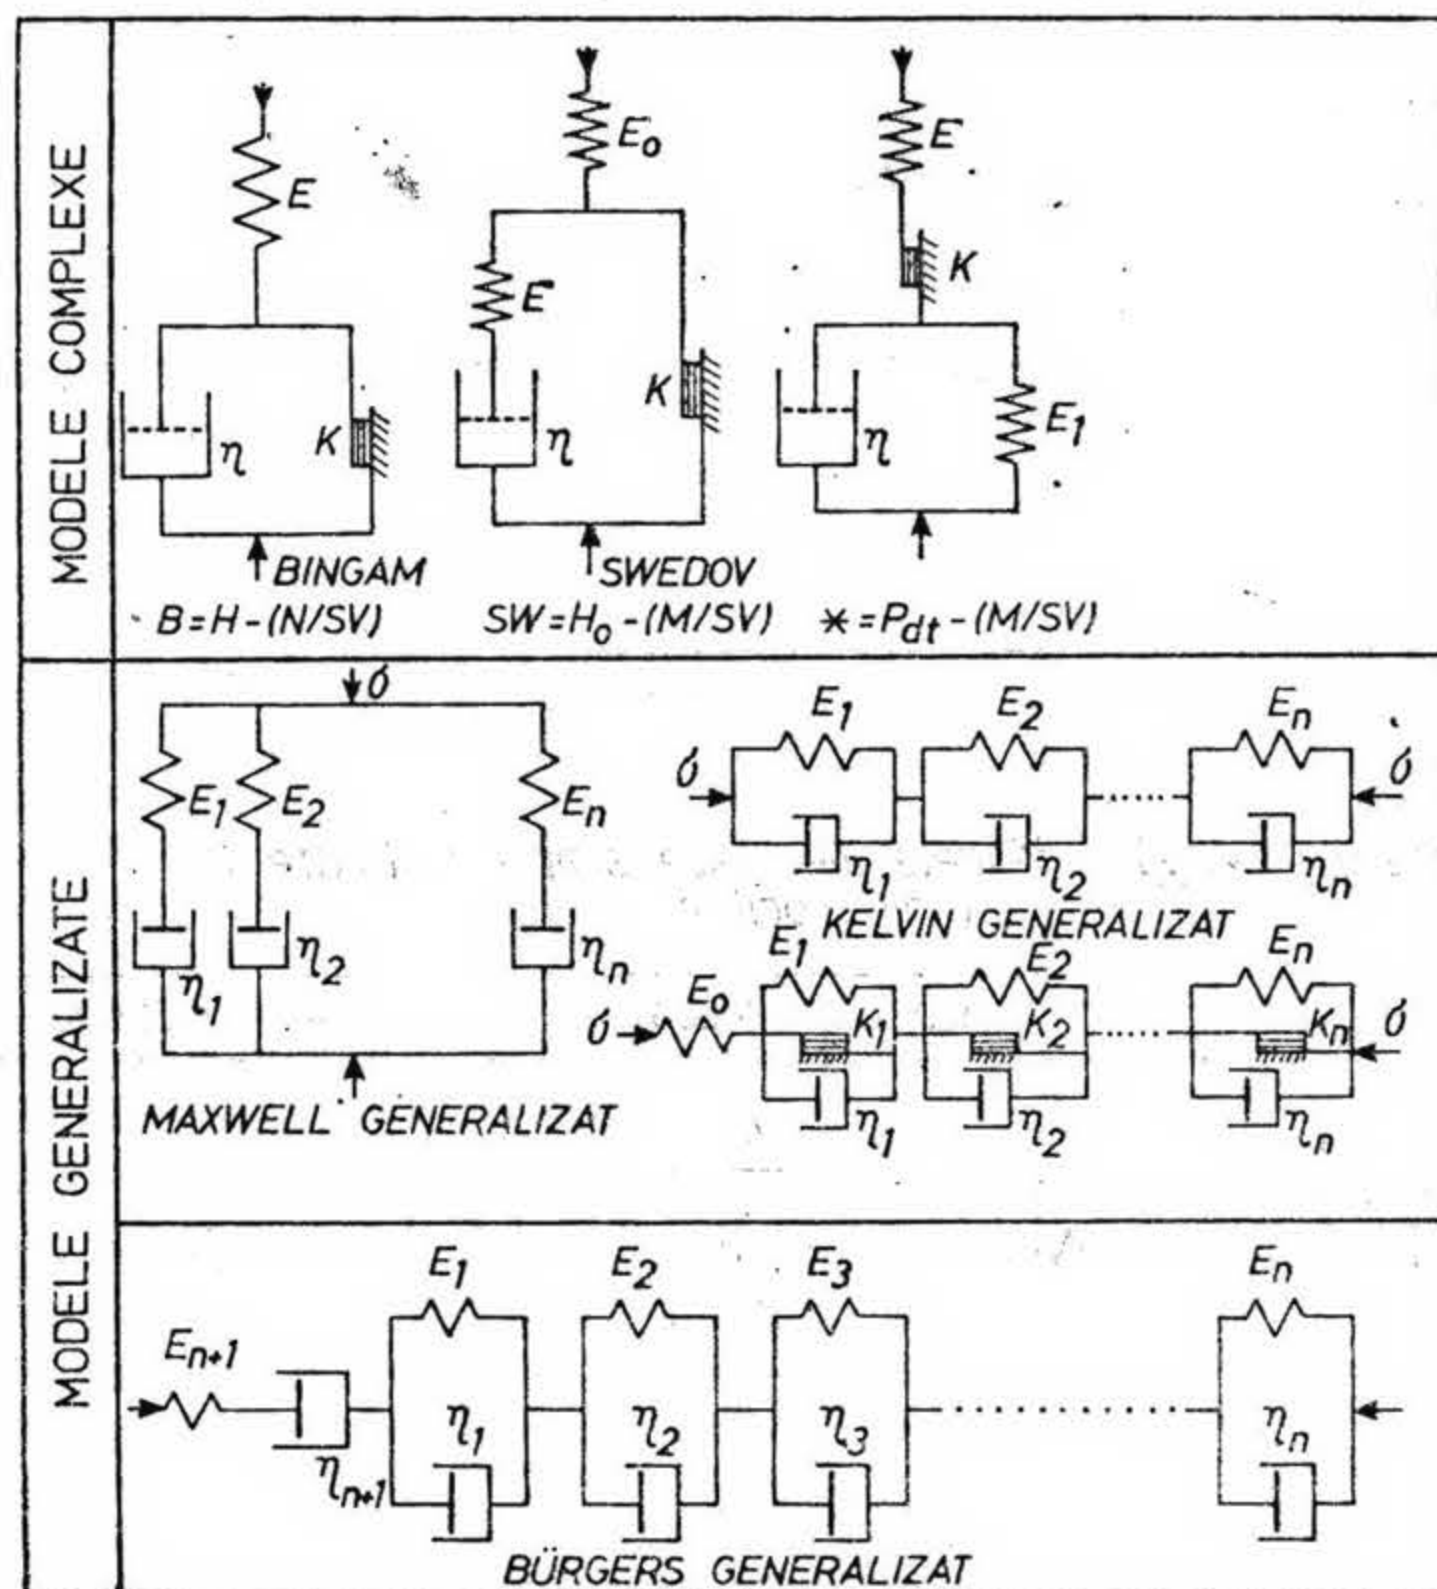 MODELE COMPLEXE
E
η
K
BINGAM
B=H-(N/SV)
E₀
E
K
η
SWEDOV
SW=H₀-(M/SV)
E
K
η
E₁
*=Pdt-(M/SV)
MODELE GENERALIZATE
σ
E₁ E₂ Eₙ
η₁ η₂ ηₙ
MAXWELL GENERALIZAT
E₁ E₂ Eₙ
σ σ
η₁ η₂ ηₙ
KELVIN GENERALIZAT
E₀ E₁ E₂ Eₙ
σ K₁ K₂ Kₙ σ
η₁ η₂ ηₙ
E₁ E₂ E₃ Eₙ
Eₙ₊₁
η₁ η₂ η₃ ηₙ
ηₙ₊₁
BÜRGERS GENERALIZAT